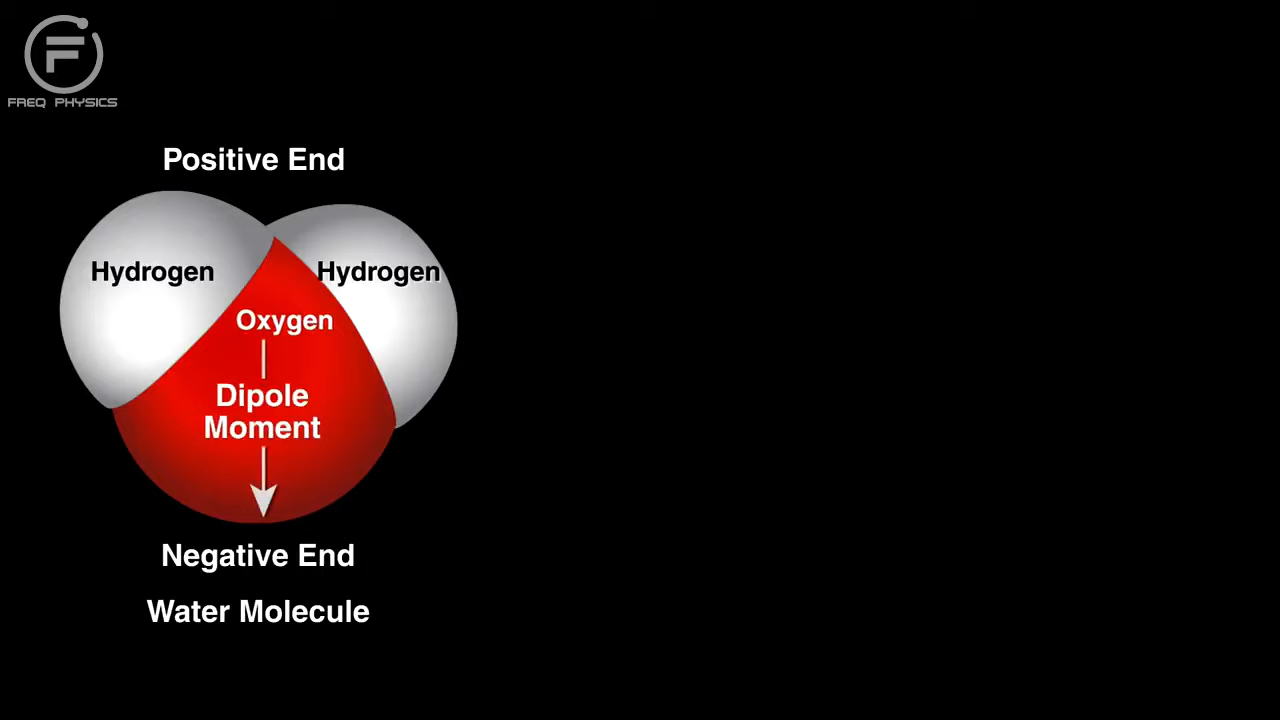 FREQ PHYSICS
Positive End
Hydrogen Hydrogen
Oxygen
Dipole
Moment
Negative End
Water Molecule